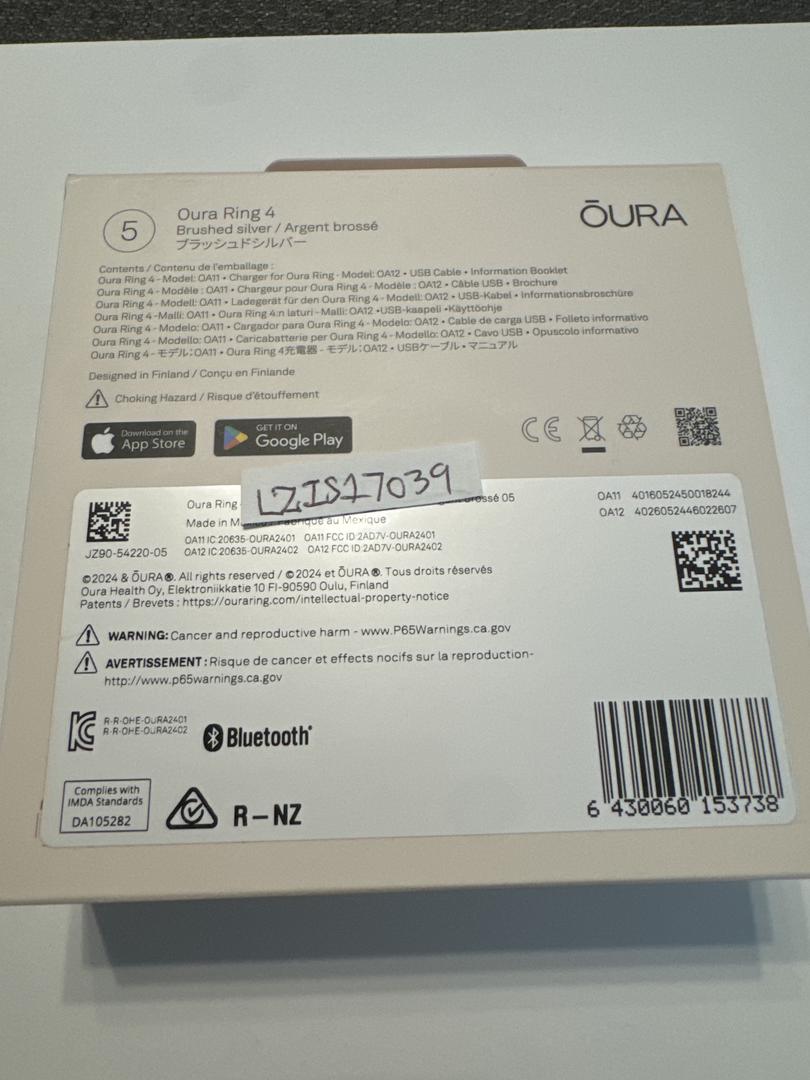 5
Oura Ring 4
Brushed silver / Argent brossé
ブラッシュドシルバー
ŌURA
Contents / Contenu de l'emballage :
Oura Ring 4 - Model: OA11 • Charger for Oura Ring - Model: OA12 • USB Cable • Information Booklet
Oura Ring 4 - Modèle : OA11 • Chargeur pour Oura Ring 4 - Modèle : OA12 • Câble USB • Brochure
Oura Ring 4 - Modell: OA11 • Ladegerät für den Oura Ring 4 - Modell: OA12 • USB-Kabel • Informationsbroschüre
Oura Ring 4 -Malli: OA11 • Oura Ring 4:n laturi -Malli: OA12 •USB-kaapeli •Käyttöohje
Oura Ring 4 - Modelo: OA11 • Cargador para Oura Ring 4 - Modelo: OA12 • Cable de carga USB • Folleto informativo
Oura Ring 4 - Modello: OA11 • Caricabatterie per Oura Ring 4 - Modello: OA12 • Cavo USB • Opuscolo informativo
Oura Ring 4 - モデル:OA11 • Oura Ring 4充電器 - モデル:OA12 • USBケーブル • マニュアル
Designed in Finland / Conçu en Finlande
Choking Hazard / Risque d'étouffement
Download on the
App Store
GET IT ON
Google Play
CE
LZIS17039
Oura Ring
brossé 05
Made in
au Mexique
OA11 IC:20635-OURA2401 OA11 FCC ID:2AD7V-OURA2401
OA12 IC:20635-OURA2402 OA12 FCC ID:2AD7V-OURA2402
JZ90-54220-05
OA11 4016052450018244
OA12 4026052446022607
©2024 & ŌURA®. All rights reserved / ©2024 et ŌURA®. Tous droits réservés
Oura Health Oy, Elektroniikkatie 10 FI-90590 Oulu, Finland
Patents / Brevets : https://ouraring.com/intellectual-property-notice
WARNING: Cancer and reproductive harm - www.P65Warnings.ca.gov
AVERTISSEMENT : Risque de cancer et effets nocifs sur la reproduction-
http://www.p65warnings.ca.gov
R-R-OHE-OURA2401
R-R-OHE-OURA2402
Bluetooth®
Complies with
IMDA Standards
DA105282
R-NZ
6 430060 153738